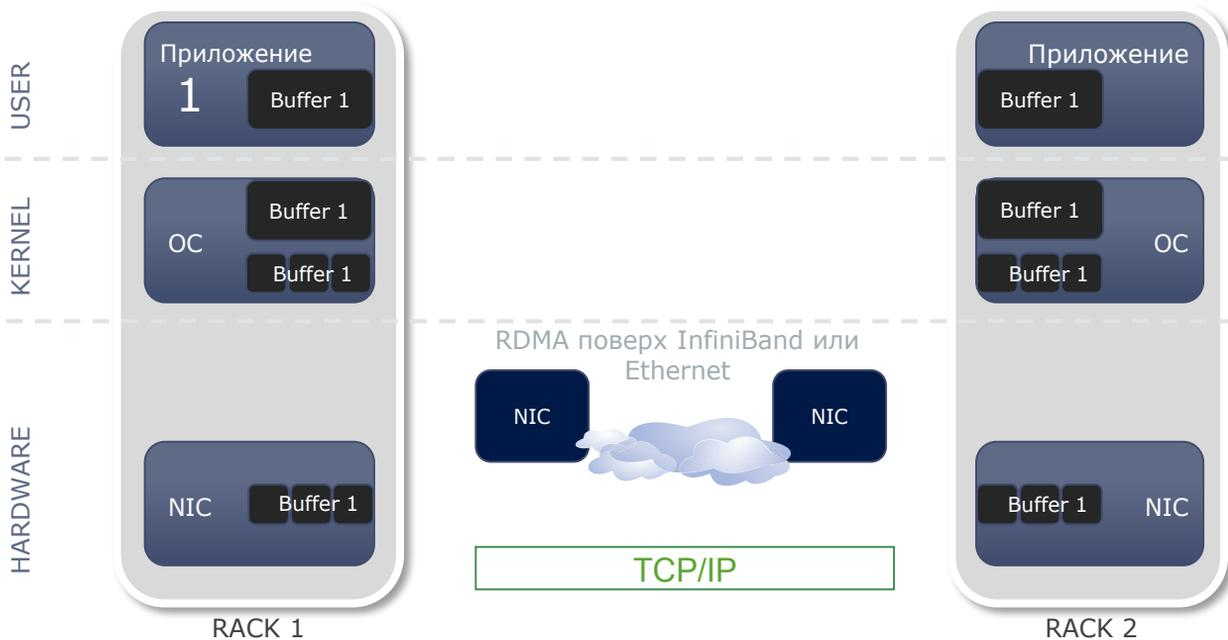 USER
Приложение
1
Buffer 1
Приложение
Buffer 1
KERNEL
ОС
Buffer 1
Buffer 1
Buffer 1
Buffer 1
ОС
HARDWARE
RDMA поверх InfiniBand или
Ethernet
NIC
NIC
NIC
Buffer 1
Buffer 1
NIC
TCP/IP
RACK 1
RACK 2